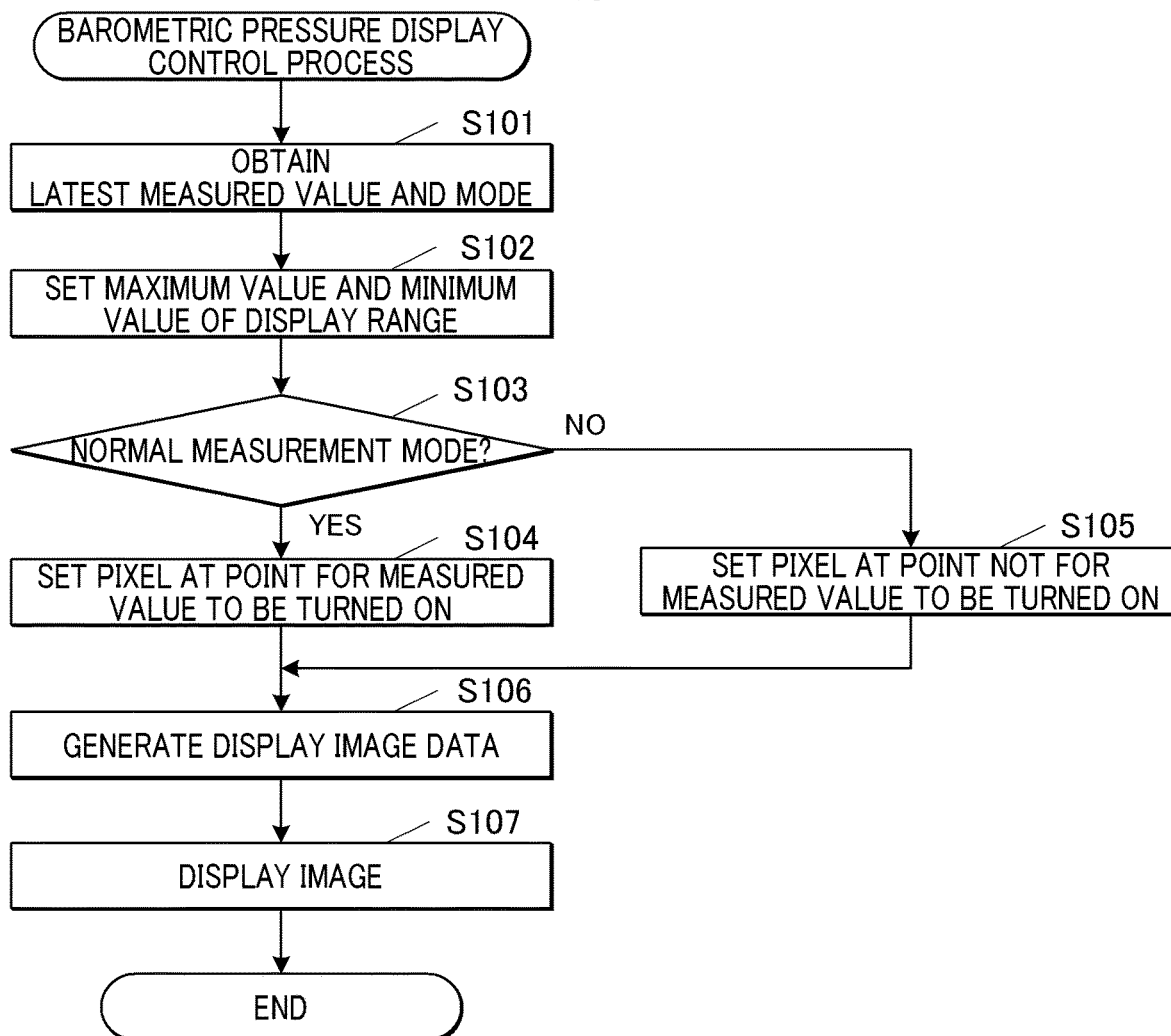 BAROMETRIC PRESSURE DISPLAY
CONTROL PROCESS
S101
OBTAIN
LATEST MEASURED VALUE AND MODE
S102
SET MAXIMUM VALUE AND MINIMUM
VALUE OF DISPLAY RANGE
S103
NORMAL MEASUREMENT MODE?
NO
YES
S104
SET PIXEL AT POINT FOR MEASURED
VALUE TO BE TURNED ON
S105
SET PIXEL AT POINT NOT FOR
MEASURED VALUE TO BE TURNED ON
S106
GENERATE DISPLAY IMAGE DATA
S107
DISPLAY IMAGE
END